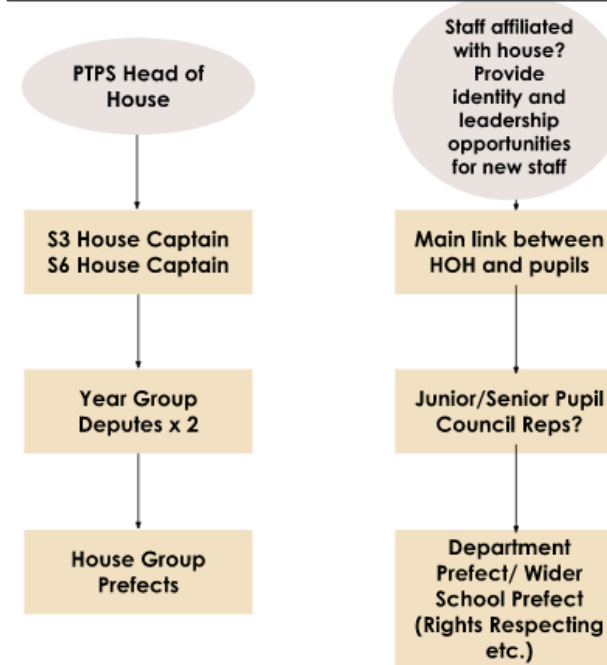 PTPS Head of
House
S3 House Captain
S6 House Captain
Year Group
Deputes x 2
House Group
Prefects
Staff affiliated
with house?
Provide
identity and
leadership
opportunities
for new staff
Main link between
HOH and pupils
Junior/Senior Pupil
Council Reps?
Department
Prefect/ Wider
School Prefect
(Rights Respecting
etc.)